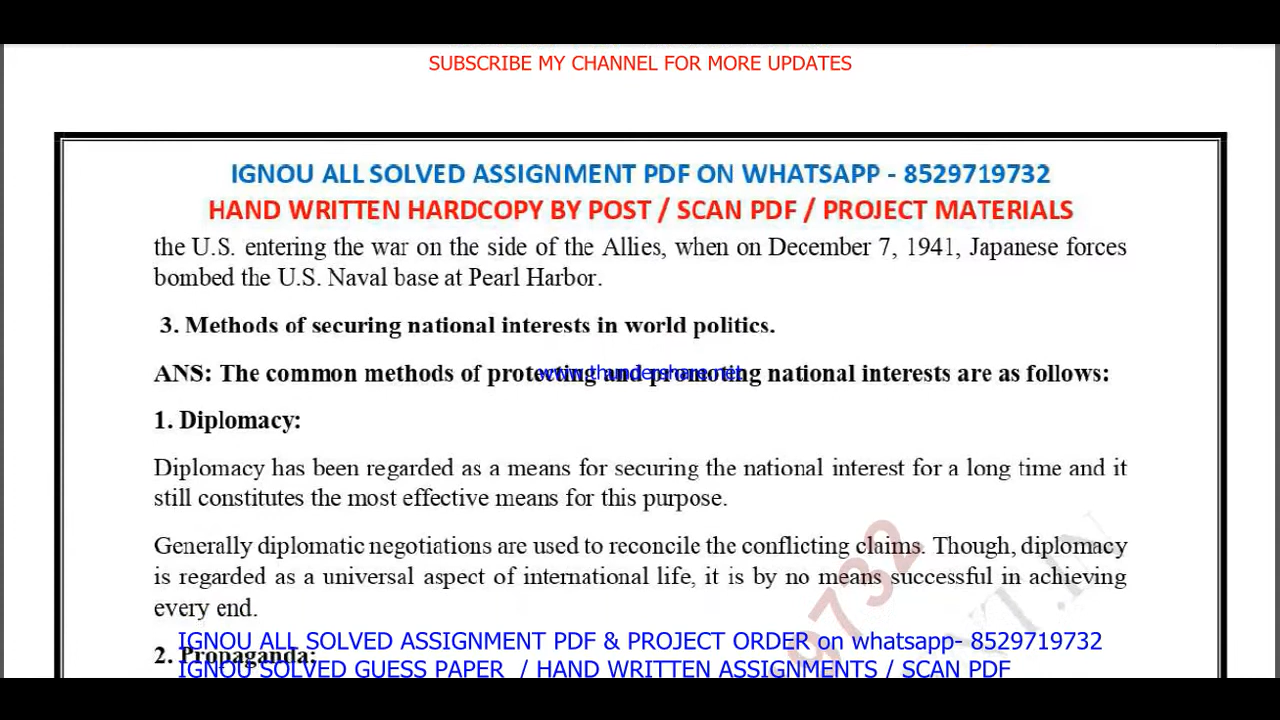 SUBSCRIBE MY CHANNEL FOR MORE UPDATES
IGNOU ALL SOLVED ASSIGNMENT PDF ON WHATSAPP - 8529719732
HAND WRITTEN HARDCOPY BY POST / SCAN PDF / PROJECT MATERIALS
the U.S. entering the war on the side of the Allies, when on December 7, 1941, Japanese forces
bombed the U.S. Naval base at Pearl Harbor.
3. Methods of securing national interests in world politics.
ANS: The common methods of protecting and promoting national interests are as follows:
www.thundershare.net
1. Diplomacy:
Diplomacy has been regarded as a means for securing the national interest for a long time and it
still constitutes the most effective means for this purpose.
Generally diplomatic negotiations are used to reconcile the conflicting claims. Though, diplomacy
is regarded as a universal aspect of international life, it is by no means successful in achieving
every end.
9732
IGNOU ALL SOLVED ASSIGNMENT PDF & PROJECT ORDER on whatsapp- 8529719732
2. Propaganda:
IGNOU SOLVED GUESS PAPER / HAND WRITTEN ASSIGNMENTS / SCAN PDF